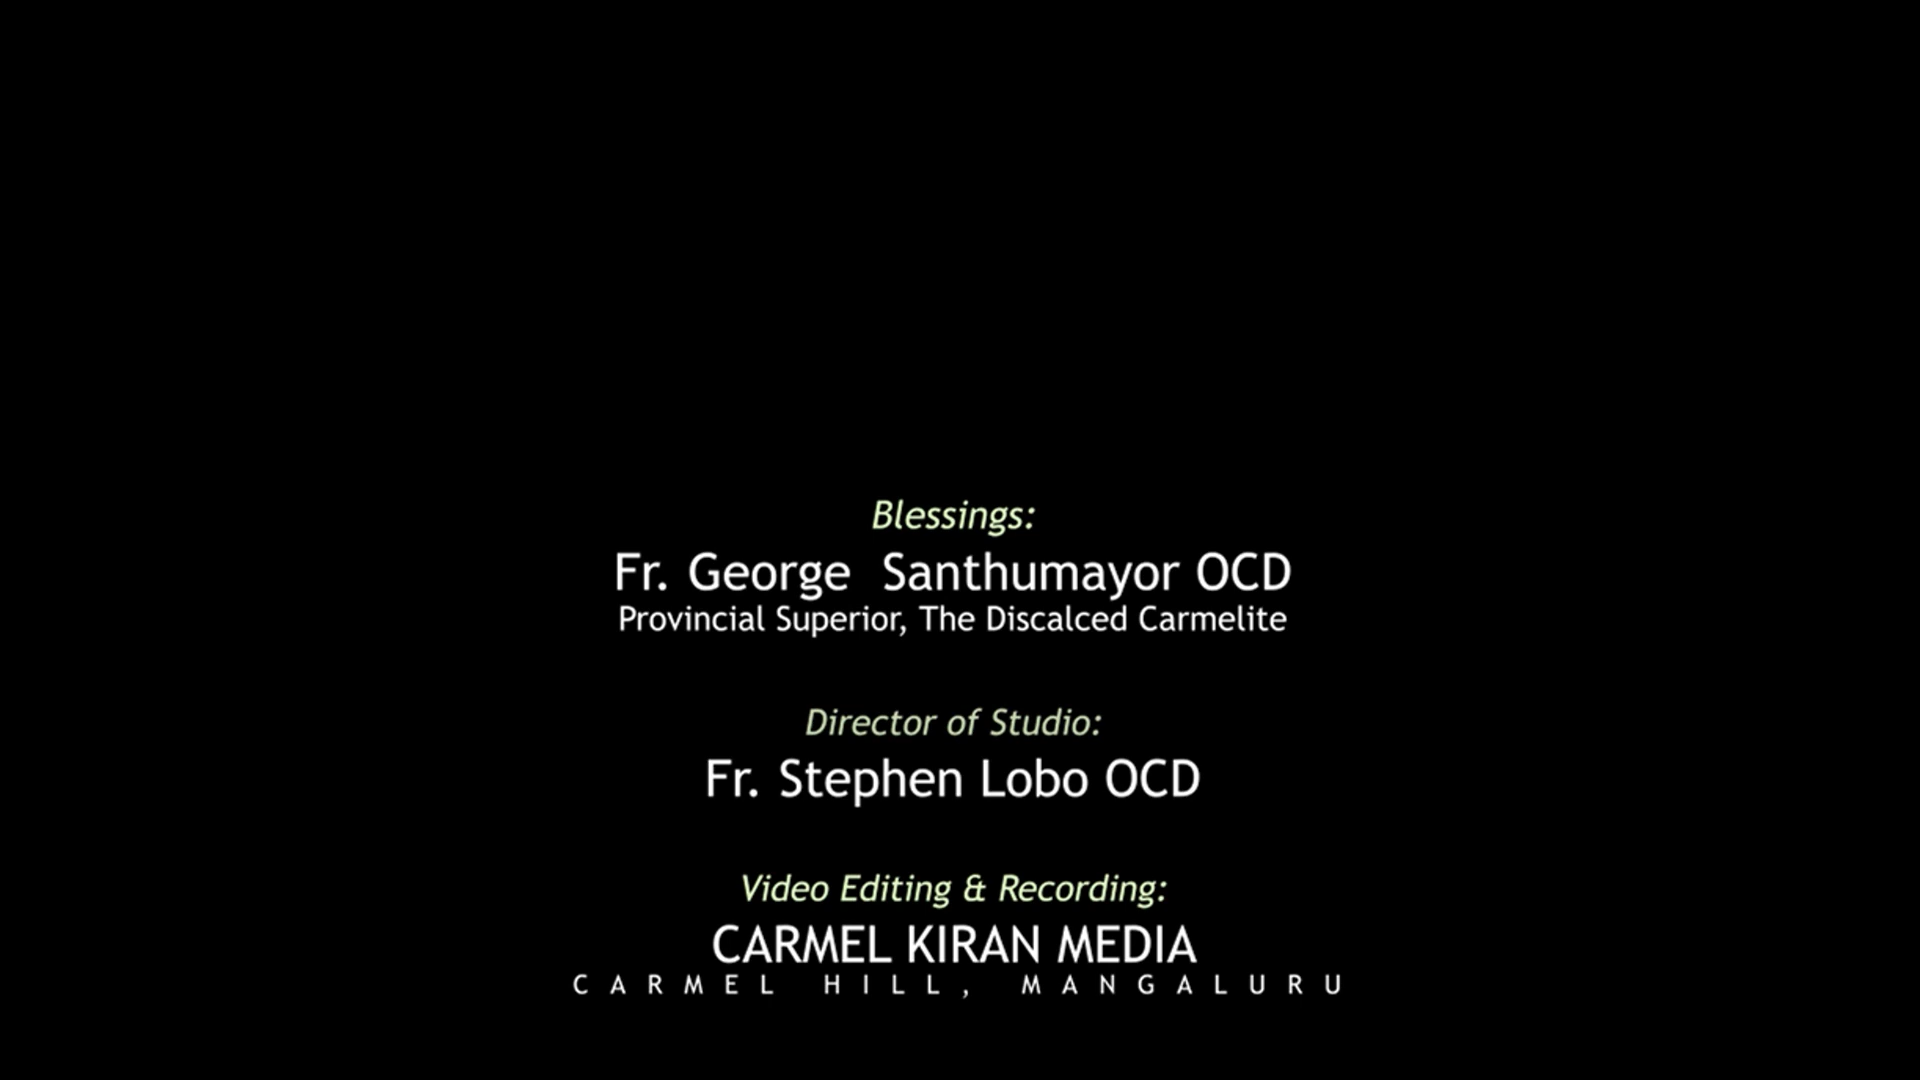 Blessings:
Fr. George  Santhumayor OCD
Provincial Superior, The Discalced Carmelite
Director of Studio:
Fr. Stephen Lobo OCD
Video Editing & Recording:
CARMEL KIRAN MEDIA
CARMEL HILL, MANGALURU